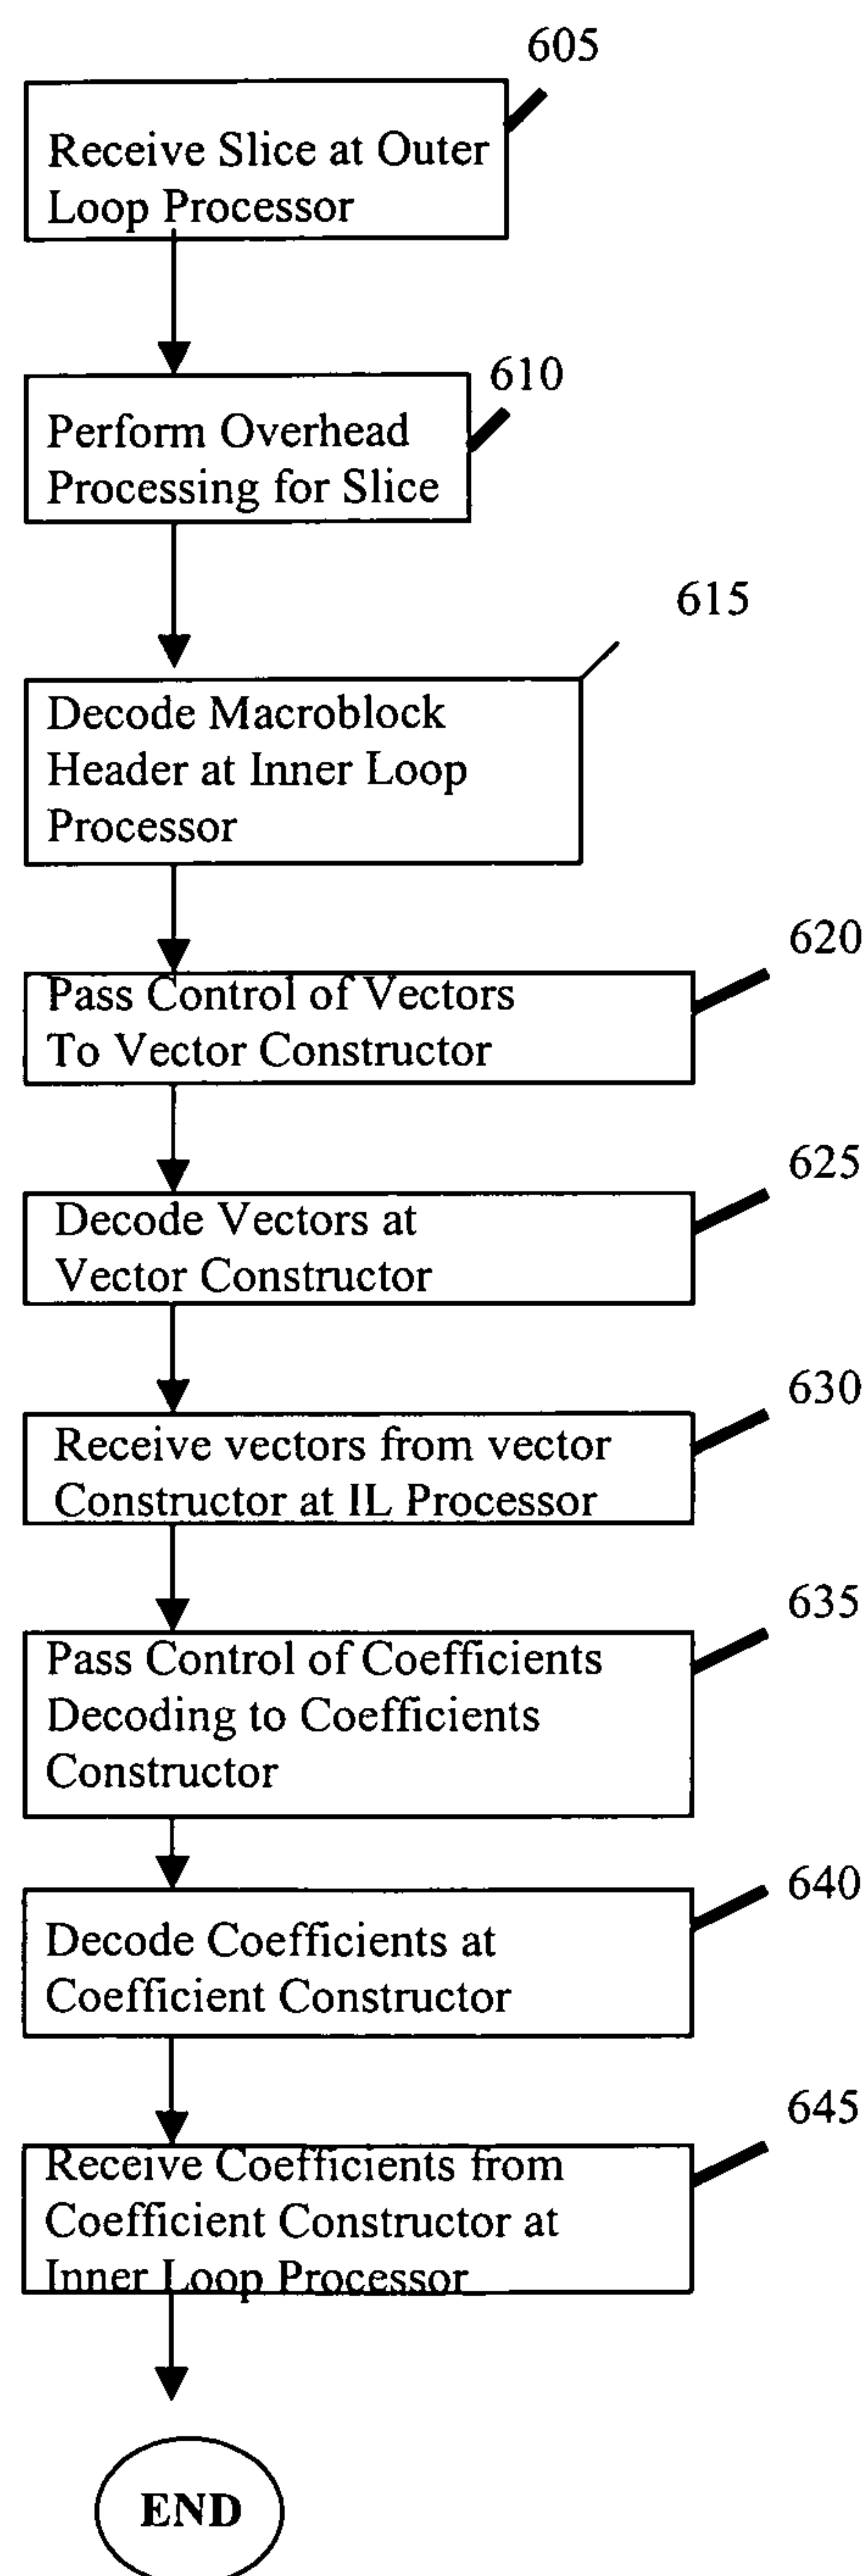 605
Receive Slice at Outer
Loop Processor
610
Perform Overhead
Processing for Slice
615
Decode Macroblock
Header at Inner Loop
Processor
620
Pass Control of Vectors
To Vector Constructor
625
Decode Vectors at
Vector Constructor
630
Receive vectors from vector
Constructor at IL Processor
635
Pass Control of Coefficients
Decoding to Coefficients
Constructor
640
Decode Coefficients at
Coefficient Constructor
645
Receive Coefficients from
Coefficient Constructor at
Inner Loop Processor
END